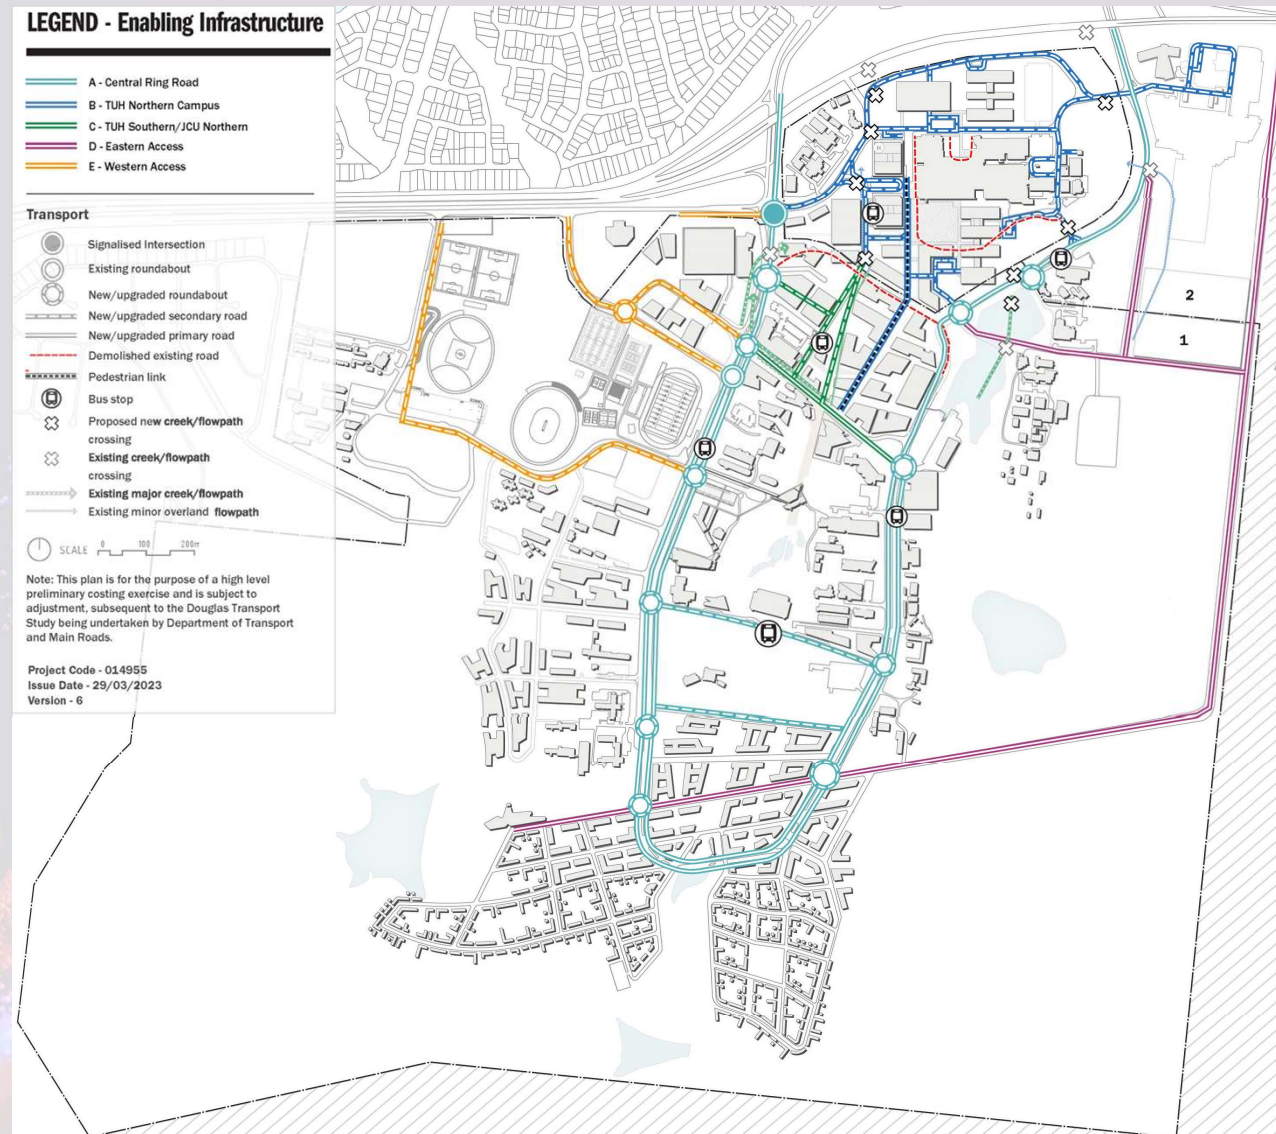 LEGEND - Enabling Infrastructure
A - Central Ring Road
B - TUH Northern Campus
C - TUH Southern/JCU Northern
D - Eastern Access
E - Western Access
Transport
Signalised Intersection
Existing roundabout
New/upgraded roundabout
New/upgraded secondary road
New/upgraded primary road
Demolished existing road
Pedestrian link
Bus stop
Proposed new creek/flowpath
crossing
Existing creek/flowpath
crossing
Existing major creek/flowpath
Existing minor overland flowpath
SCALE 0 100 200m
Note: This plan is for the purpose of a high level
preliminary costing exercise and is subject to
adjustment, subsequent to the Douglas Transport
Study being undertaken by Department of Transport
and Main Roads.
Project Code - 014955
Issue Date - 29/03/2023
Version - 6
2
1